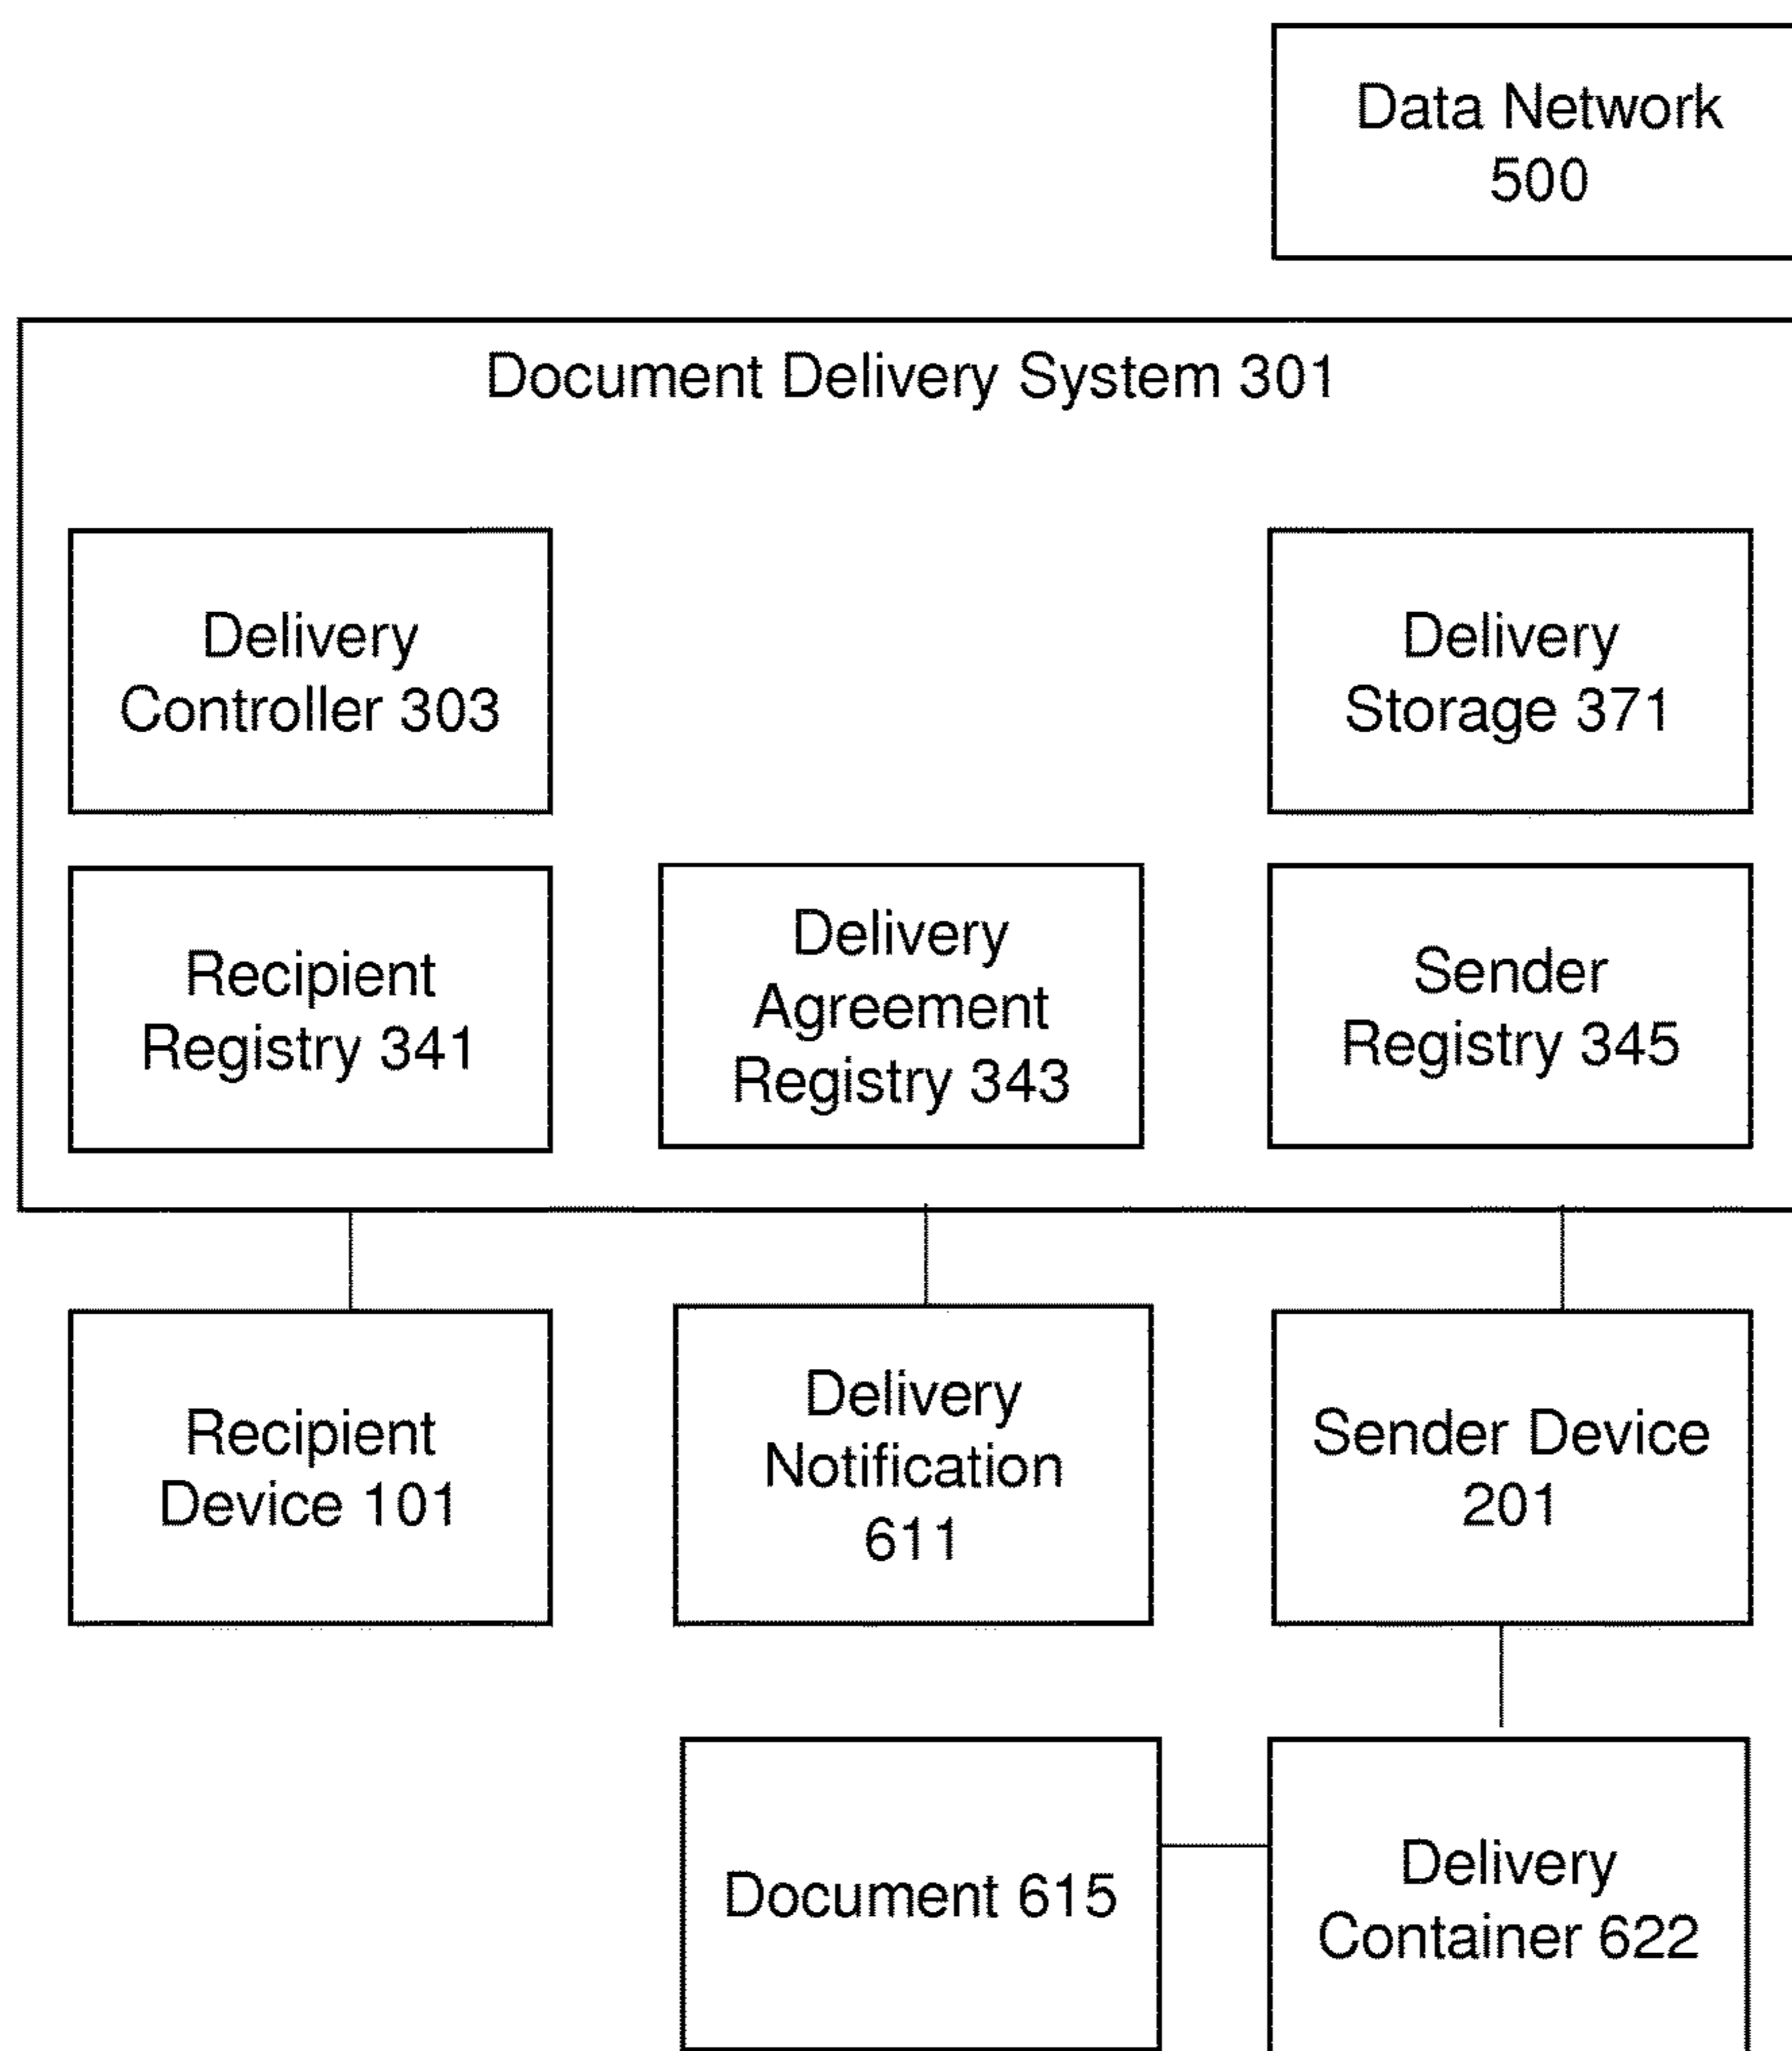 Data Network
500
Document Delivery System 301
Delivery
Controller 303
Delivery
Storage 371
Recipient
Registry 341
Delivery
Agreement
Registry 343
Sender
Registry 345
Recipient
Device 101
Delivery
Notification
611
Sender Device
201
Document 615
Delivery
Container 622